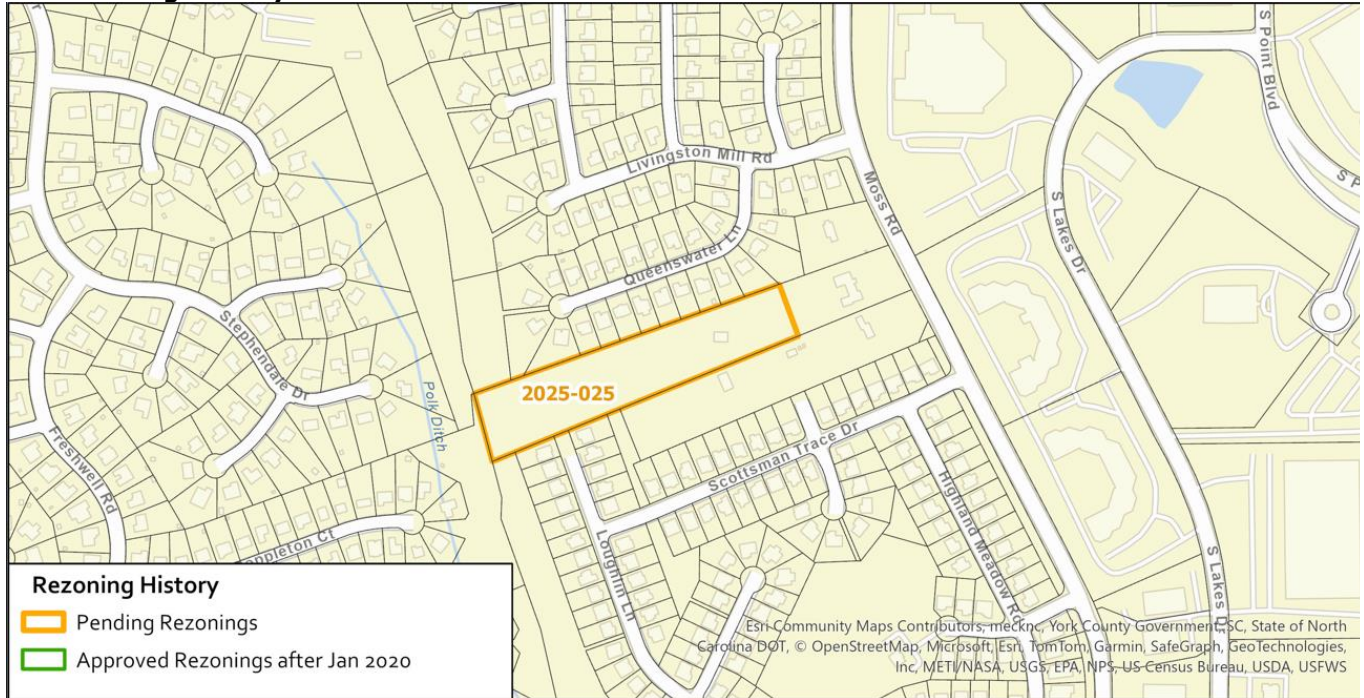 S Point Blvd
S Lakes Dr
Livingston Mill Rd
Moss Rd
Queenswater Ln
Stephendale Dr
Polk Ditch
2025-025
Scottsman Trace Dr
Freshwell Rd
Highland Meadow Rd
Loughlin Ln
S Lakes Dr
Rezoning History
Pending Rezonings
Approved Rezonings after Jan 2020
Esri Community Maps Contributors, mecknc, York County Government, SC, State of North
Carolina DOT, © OpenStreetMap, Microsoft, Esri, TomTom, Garmin, SafeGraph, GeoTechnologies,
Inc, METI/NASA, USGS, EPA, NPS, US Census Bureau, USDA, USFWS